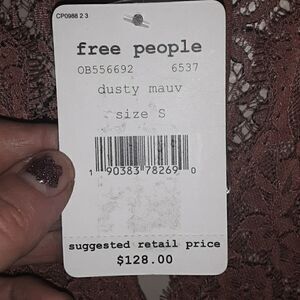 CP0988 2 3
free people
OB556692 6537
dusty mauv
size S
1 90383 78269 0
suggested retail price
$128.00